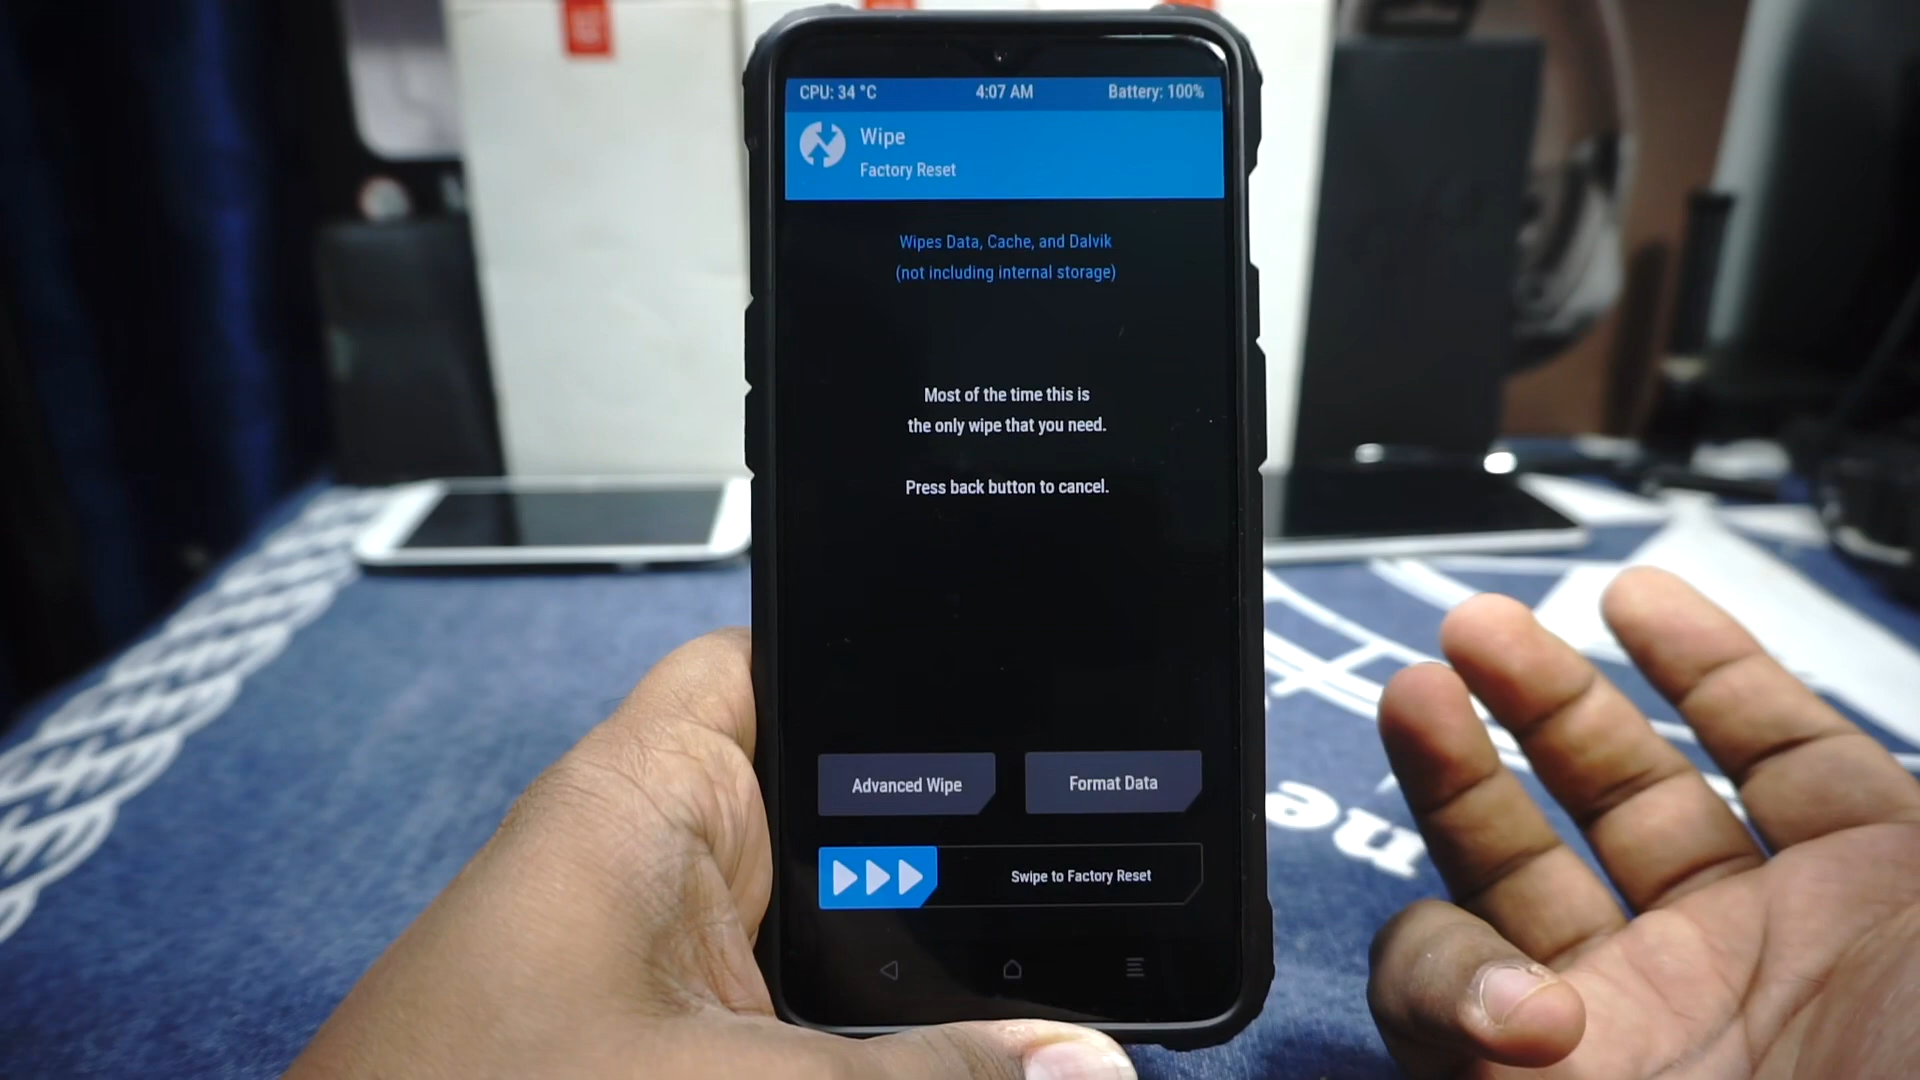 CPU: 34 °C 4:07 AM Battery: 100%
Wipe
Factory Reset
Wipes Data, Cache, and Dalvik
(not including internal storage)
Most of the time this is
the only wipe that you need.
Press back button to cancel.
Advanced Wipe Format Data
Swipe to Factory Reset